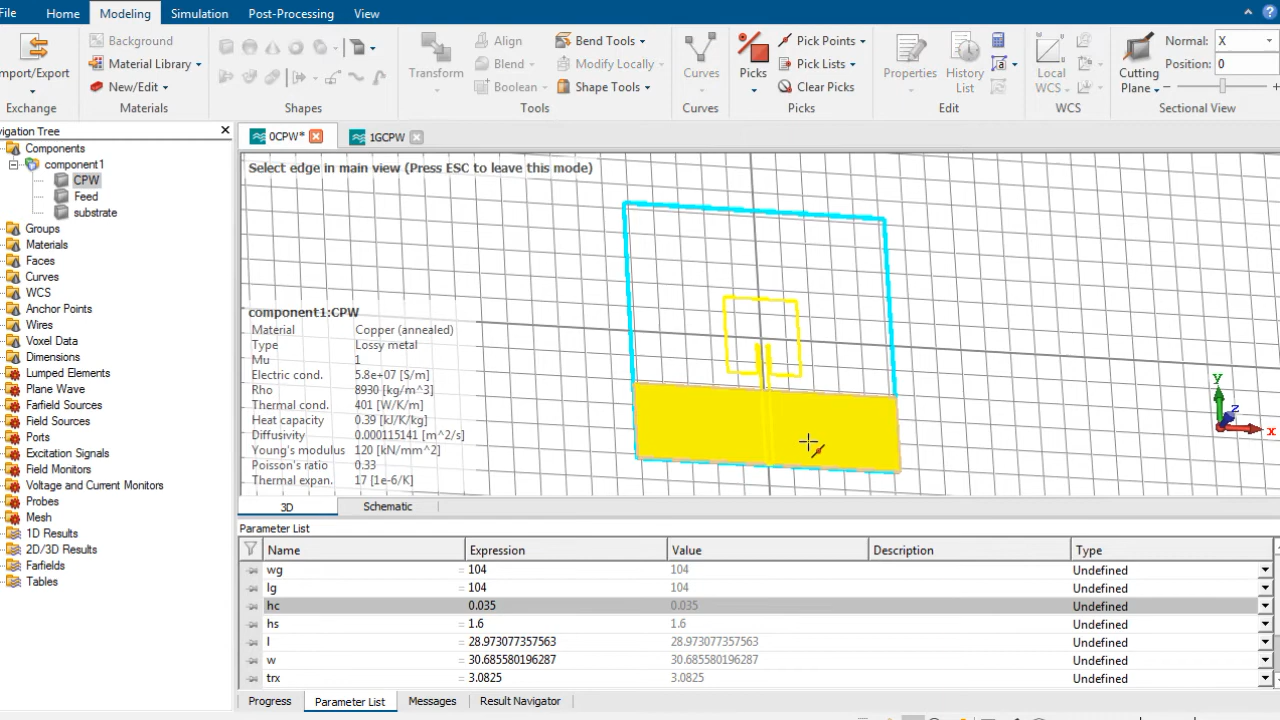 File Home Modeling Simulation Post-Processing View
Background
Material Library
New/Edit
Import/Export
Exchange Materials Shapes
Transform
Align
Blend
Boolean
Bend Tools
Modify Locally
Shape Tools
Tools
Curves
Curves
Picks
Pick Points
Pick Lists
Clear Picks
Picks
Properties
History
List
Edit
Local
WCS
WCS
Cutting
Plane
Normal: X
Position: 0
Sectional View
Navigation Tree
Components
component1
CPW
Feed
substrate
Groups
Materials
Faces
Curves
WCS
Anchor Points
Wires
Voxel Data
Dimensions
Lumped Elements
Plane Wave
Farfield Sources
Field Sources
Ports
Excitation Signals
Field Monitors
Voltage and Current Monitors
Probes
Mesh
1D Results
2D/3D Results
Farfields
Tables
0CPW* 1GCPW
Select edge in main view (Press ESC to leave this mode)
component1:CPW
Material Copper (annealed)
Type Lossy metal
Mu 1
Electric cond. 5.8e+07 [S/m]
Rho 8930 [kg/m^3]
Thermal cond. 401 [W/K/m]
Heat capacity 0.39 [kJ/K/kg]
Diffusivity 0.000115141 [m^2/s]
Young's modulus 120 [kN/mm^2]
Poisson's ratio 0.33
Thermal expan. 17 [1e-6/K]
y
z
x
3D Schematic
Parameter List
Name Expression Value Description Type
wg = 104 104 Undefined
lg = 104 104 Undefined
hc = 0.035 0.035 Undefined
hs = 1.6 1.6 Undefined
l = 28.973077357563 28.973077357563 Undefined
w = 30.685580196287 30.685580196287 Undefined
trx = 3.0825 3.0825 Undefined
Progress Parameter List Messages Result Navigator